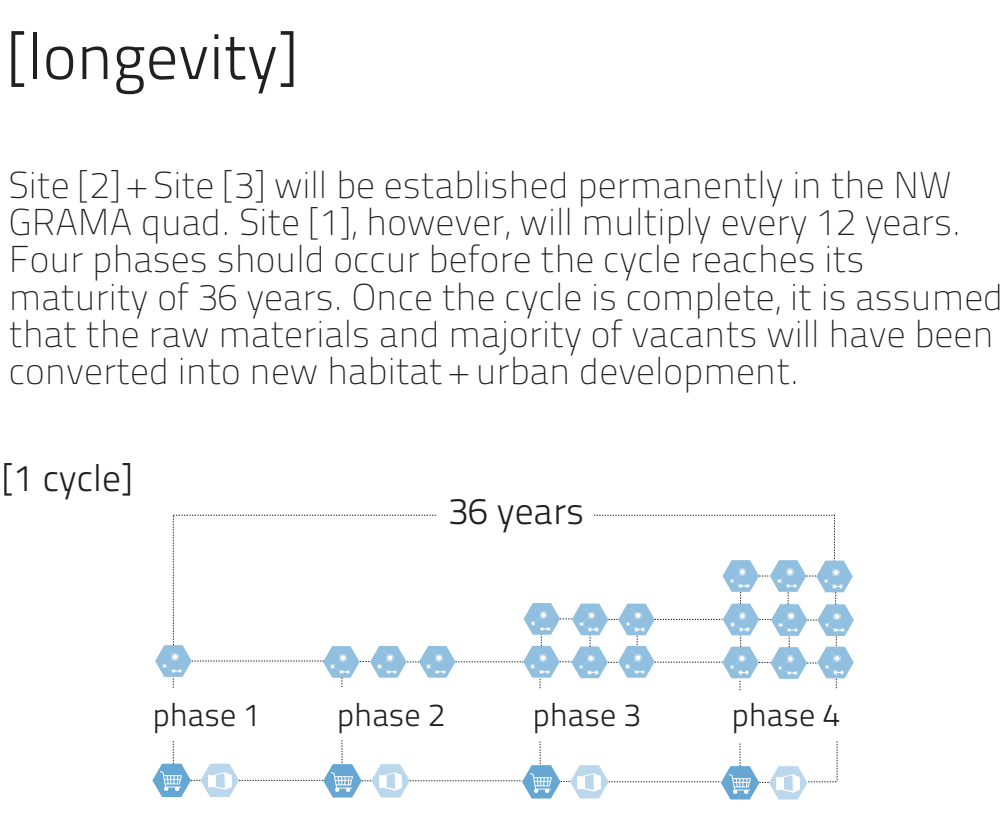 [longevity]
Site [2]+Site [3] will be established permanently in the NW
GRAMA quad. Site [1], however, will multiply every 12 years.
Four phases should occur before the cycle reaches its
maturity of 36 years. Once the cycle is complete, it is assumed
that the raw materials and majority of vacants will have been
converted into new habitat+urban development.
[1 cycle]
36 years
phase 1
phase 2
phase 3
phase 4